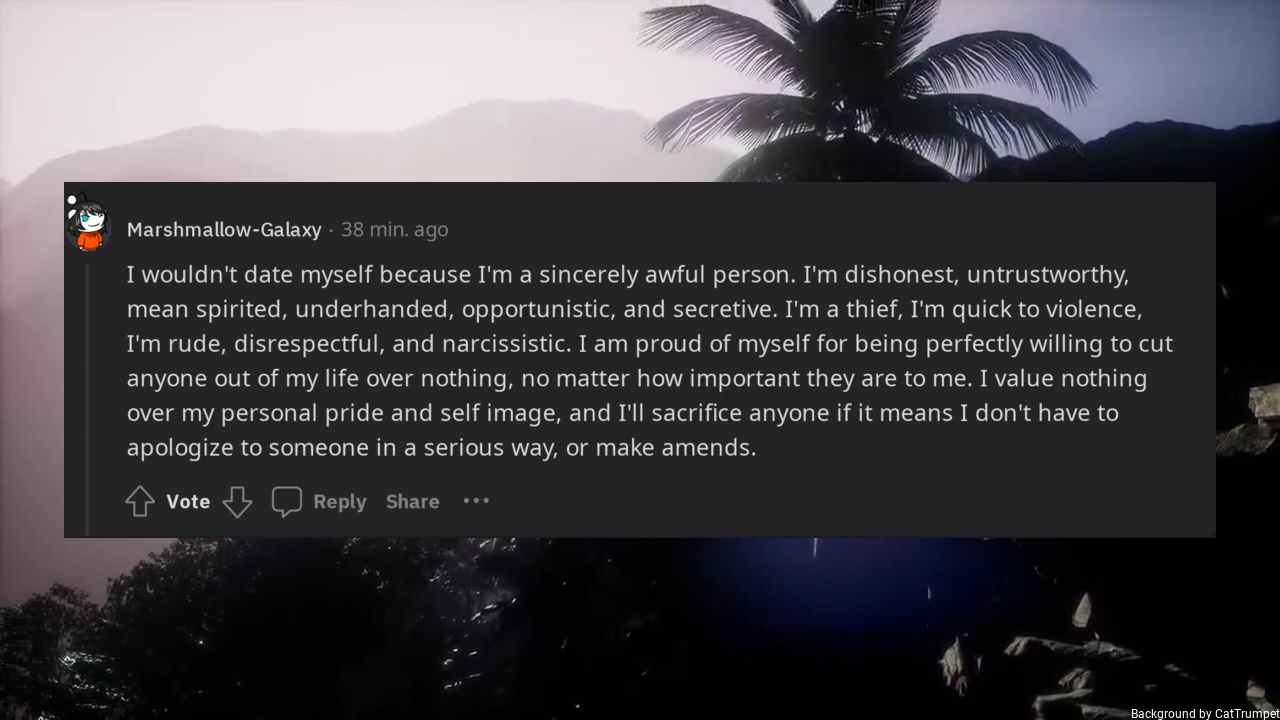 Marshmallow-Galaxy · 38 min. ago
I wouldn't date myself because I'm a sincerely awful person. I'm dishonest, untrustworthy,
mean spirited, underhanded, opportunistic, and secretive. I'm a thief, I'm quick to violence,
I'm rude, disrespectful, and narcissistic. I am proud of myself for being perfectly willing to cut
anyone out of my life over nothing, no matter how important they are to me. I value nothing
over my personal pride and self image, and I'll sacrifice anyone if it means I don't have to
apologize to someone in a serious way, or make amends.
Vote Reply Share •••
Background by CatTrumpet